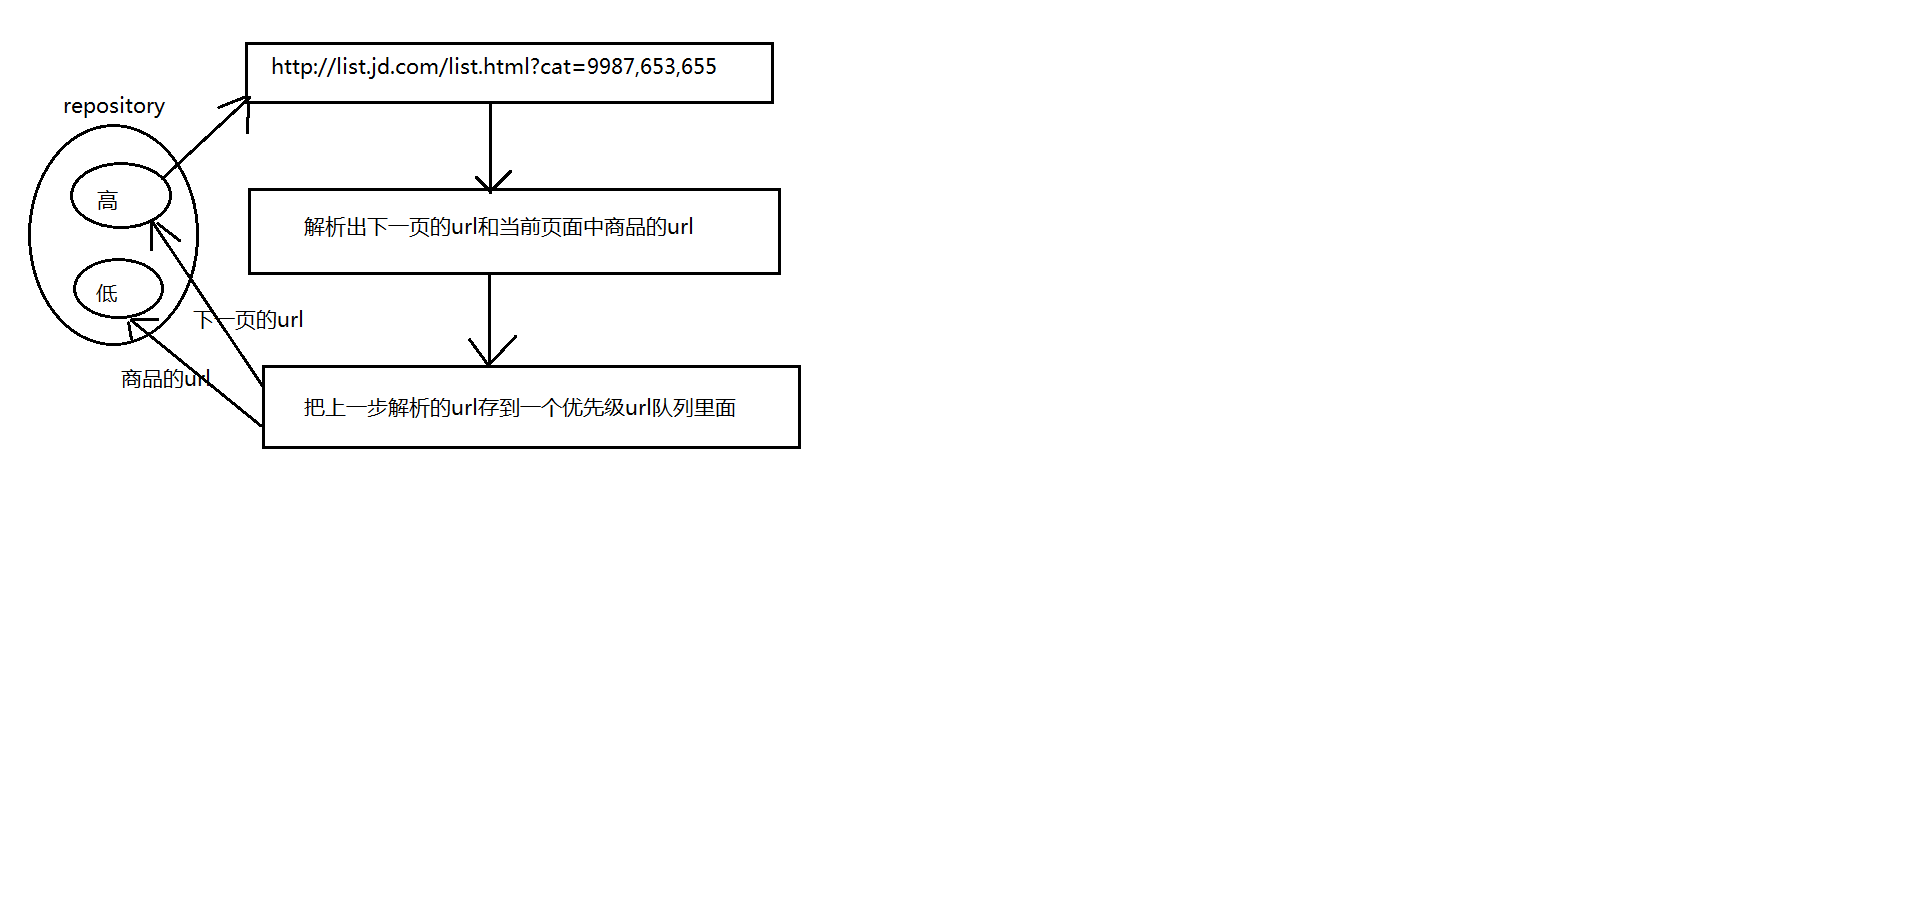 http://list.jd.com/list.html?cat=9987,653,655
repository
高
解析出下一页的url和当前页面中商品的url
低
下一页的url
商品的url
把上一步解析的url存到一个优先级url队列里面